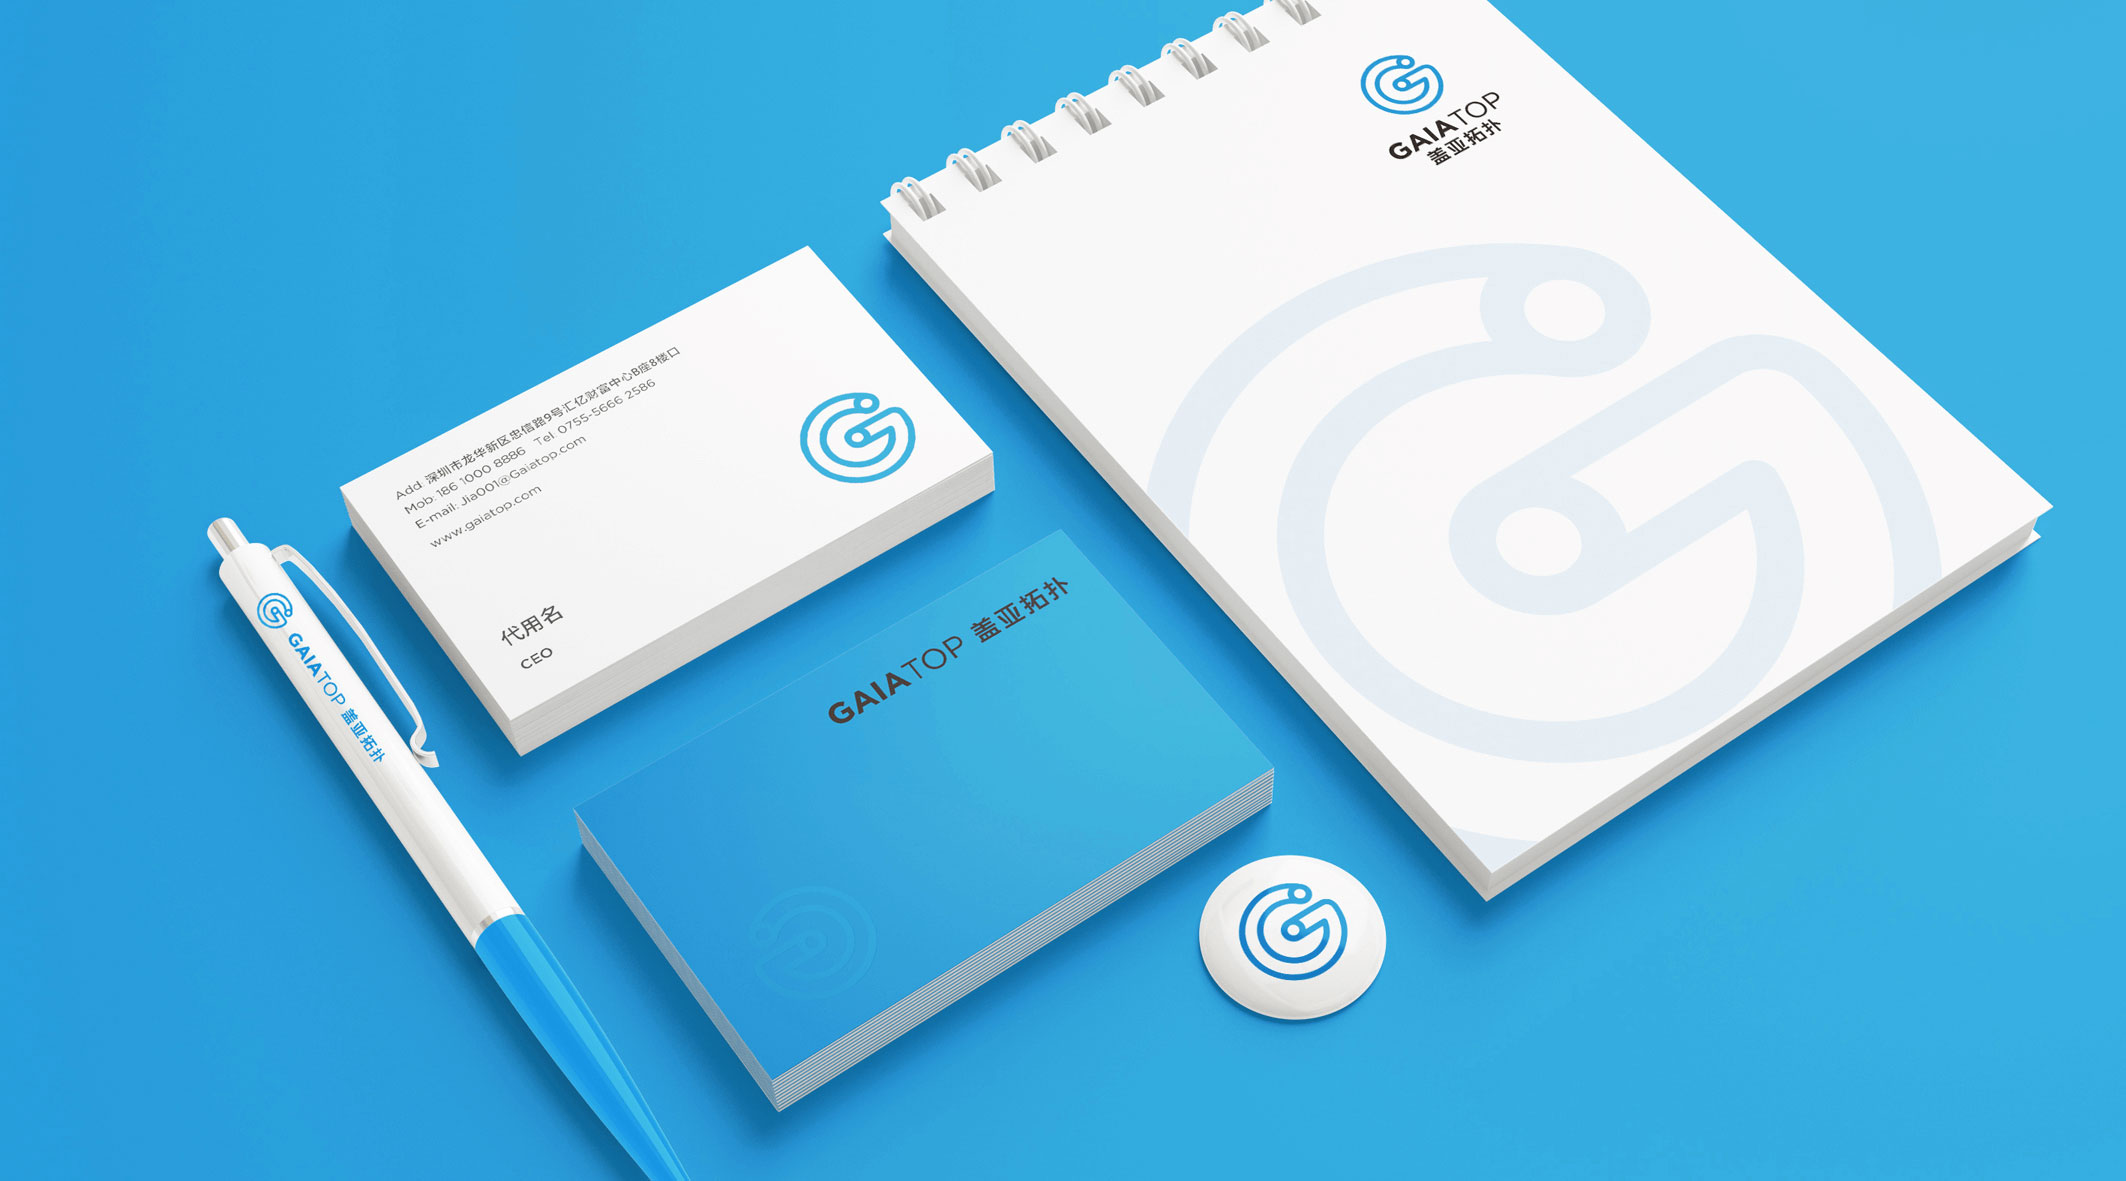 GAIATOP
盖亚拓扑
Add 深圳市龙华新区忠信路9号汇亿财富中心B座8楼口
Mob: 186 1000 8886 Tel 0755-5666 2586
E-mail: Jia001@Gaiatop.com
www.gaiatop.com
代用名
CEO
GAIATOP 盖亚拓扑
GAIATOP 盖亚拓扑